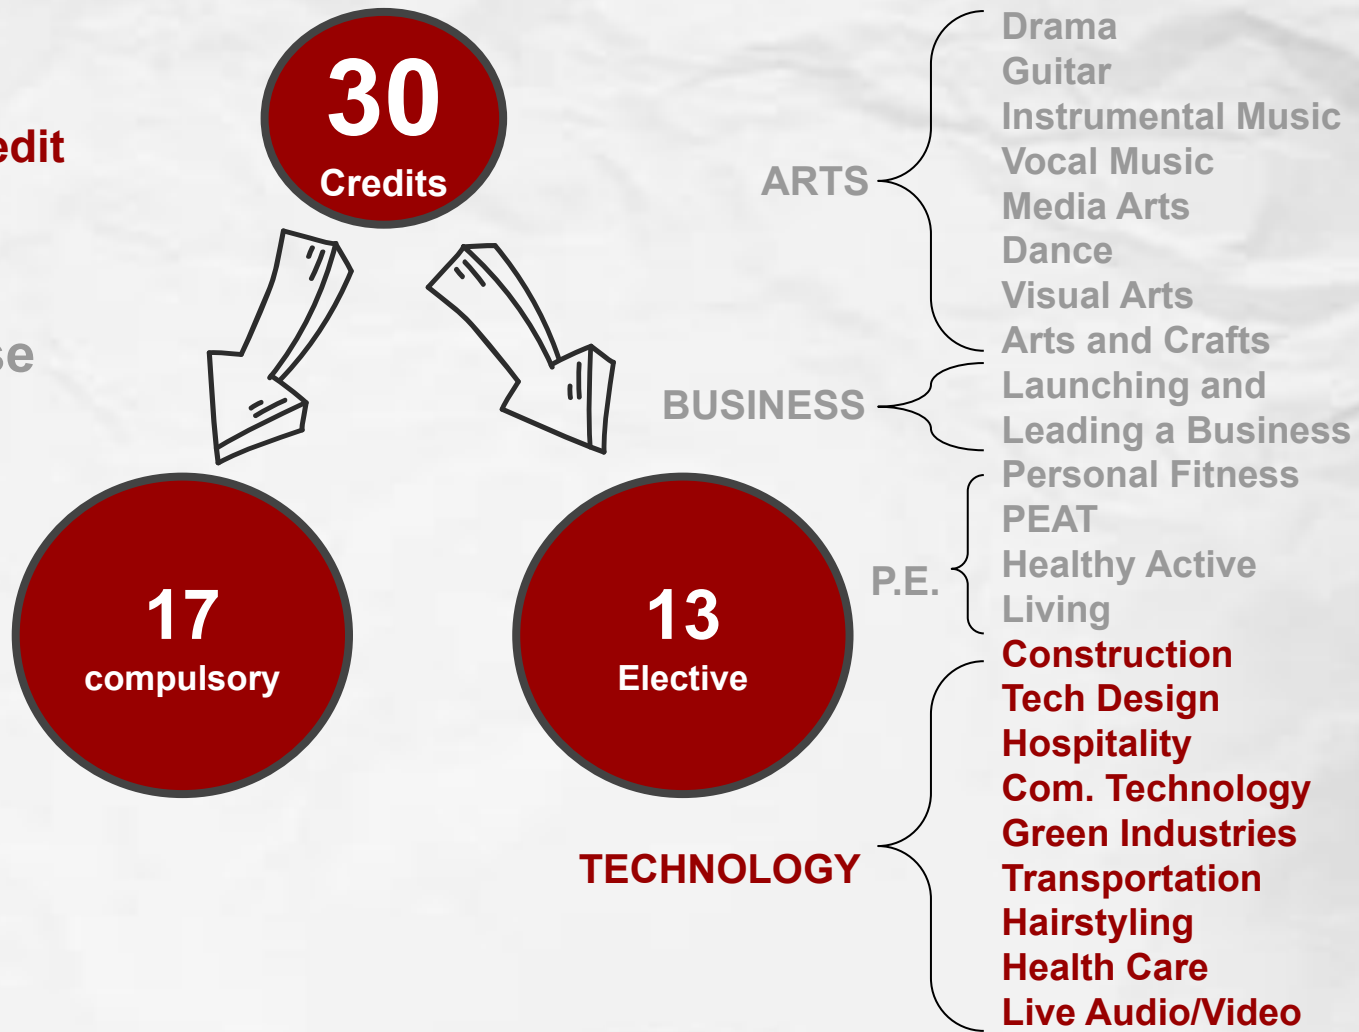 30
Credits
edit
se
17
compulsory
13
Elective
ARTS
Drama
Guitar
Instrumental Music
Vocal Music
Media Arts
Dance
Visual Arts
Arts and Crafts
BUSINESS
Launching and
Leading a Business
P.E.
Personal Fitness
PEAT
Healthy Active
Living
TECHNOLOGY
Construction
Tech Design
Hospitality
Com. Technology
Green Industries
Transportation
Hairstyling
Health Care
Live Audio/Video